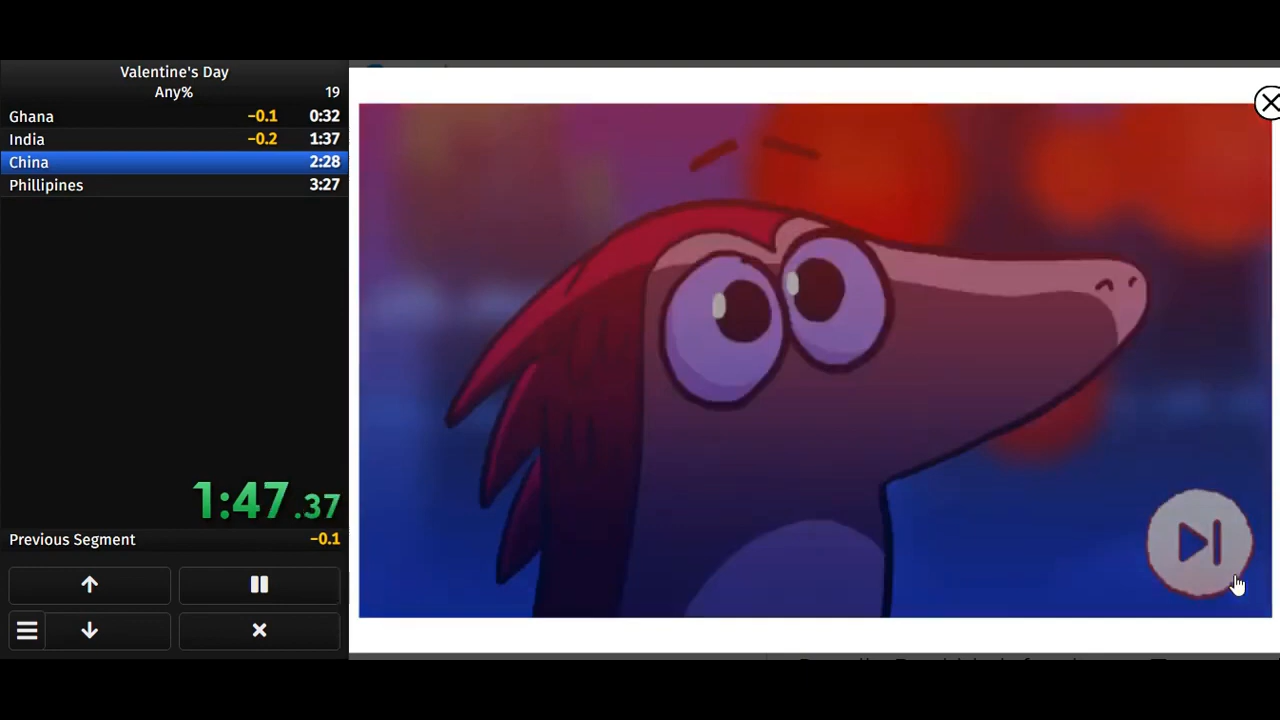 Valentine's Day
Any% 19
Ghana −0.1 0:32
India −0.2 1:37
China 2:28
Phillipines 3:27
1:47.37
Previous Segment −0.1